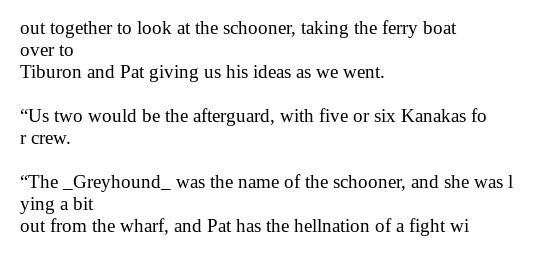 out together to look at the schooner, taking the ferry boat
over to
Tiburon and Pat giving us his ideas as we went.
“Us two would be the afterguard, with five or six Kanakas fo
r crew.
“The _Greyhound_ was the name of the schooner, and she was l
ying a bit
out from the wharf, and Pat has the hellnation of a fight wi